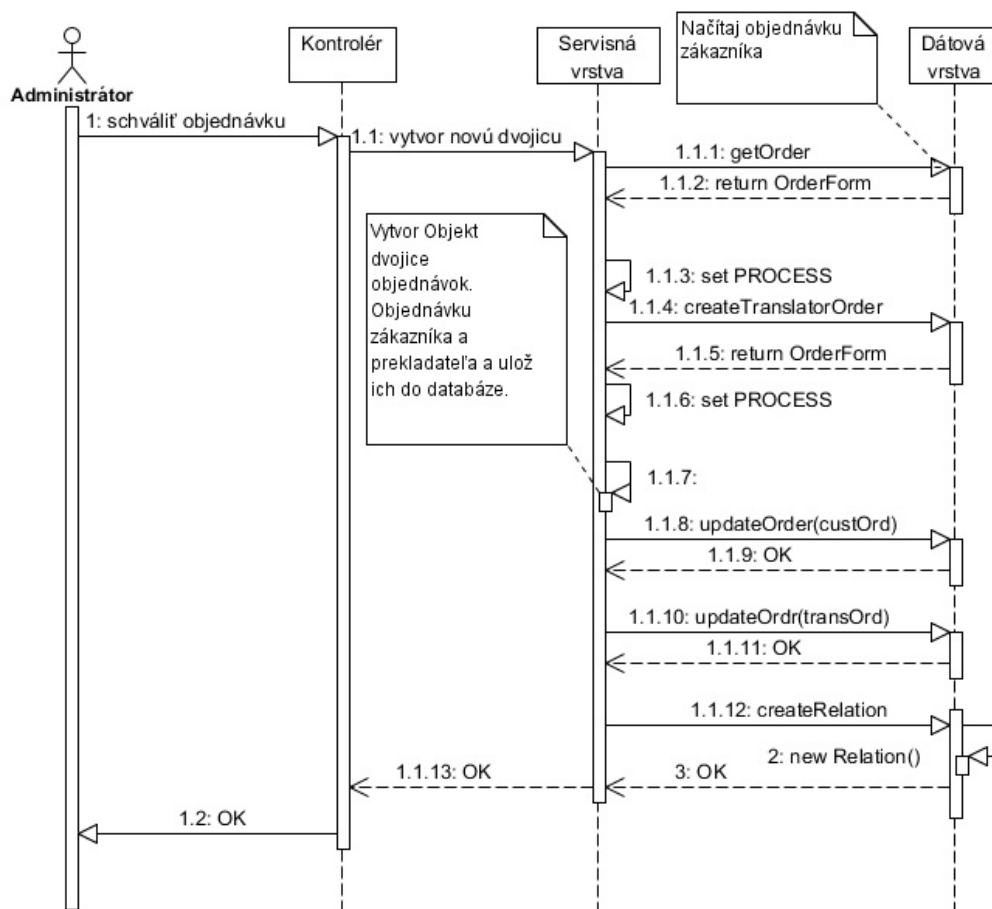 Načítaj objednávku
zákazníka
Kontrolér
Servisná
vrstva
Dátová
vrstva
Administrátor
1: schváliť objednávku
1.1: vytvor novú dvojicu
1.1.1: getOrder
1.1.2: return OrderForm
Vytvor Objekt
dvojice
objednávok.
Objednávku
zákazníka a
prekladateľa a ulož
ich do databáze.
1.1.3: set PROCESS
1.1.4: createTranslatorOrder
1.1.5: return OrderForm
1.1.6: set PROCESS
1.1.7:
1.1.8: updateOrder(custOrd)
1.1.9: OK
1.1.10: updateOrdr(transOrd)
1.1.11: OK
1.1.12: createRelation
2: new Relation()
1.1.13: OK
3: OK
1.2: OK